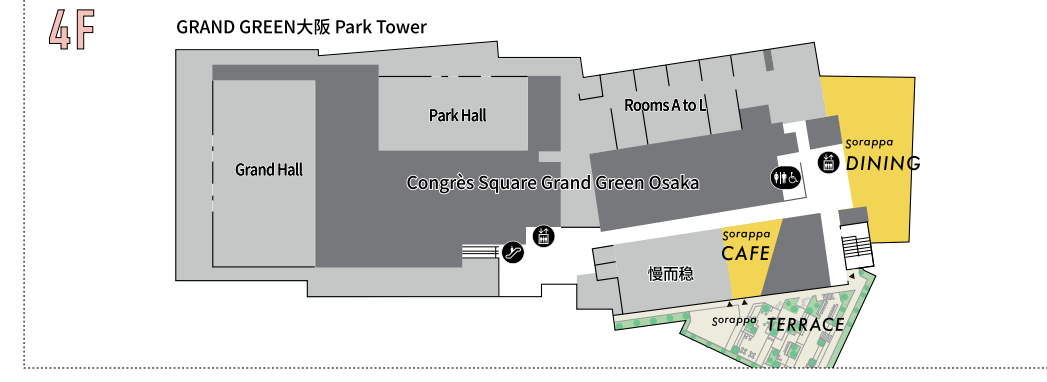 4F
GRAND GREEN大阪 Park Tower
Park Hall
Rooms A to L
Grand Hall
sorappa
DINING
Congrès Square Grand Green Osaka
sorappa
CAFE
慢而稳
sorappa TERRACE